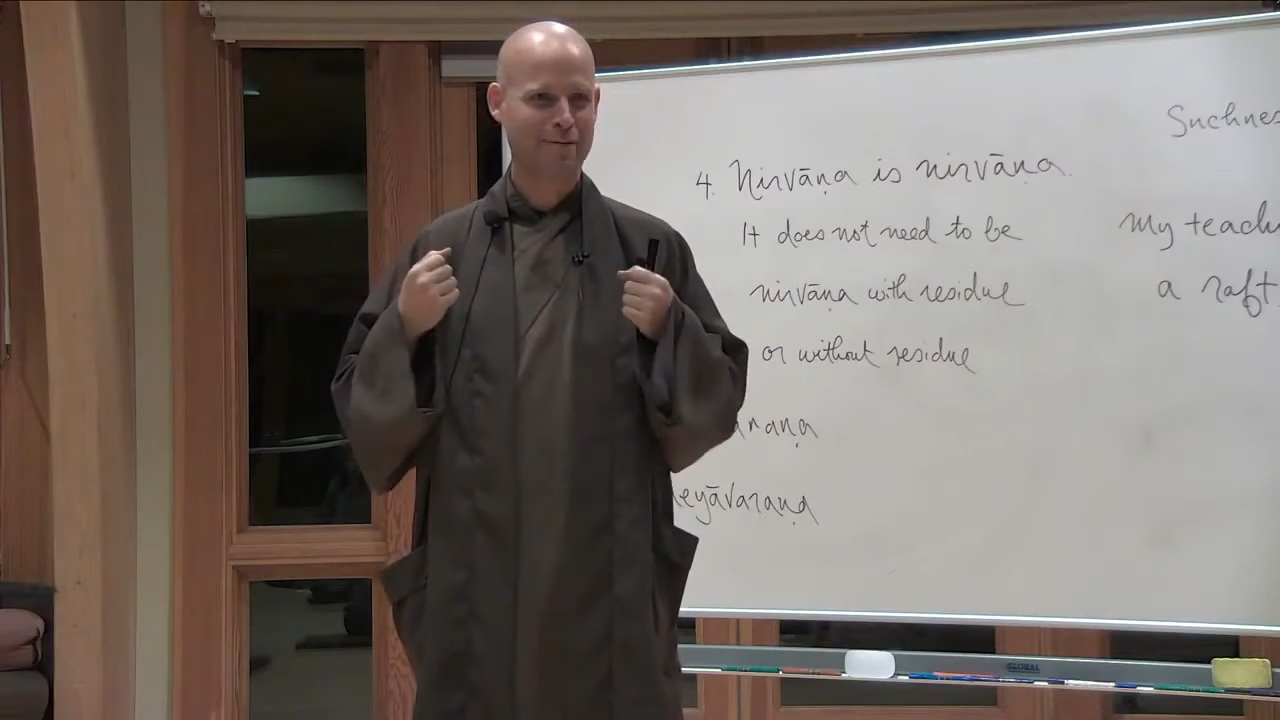 4. Nirvāṇa is nirvāṇa.
It does not need to be
nirvāṇa with residue
or without residue
araṇa
eyāvaraṇa
Suchnes
My teach
a raft
GLOBAL